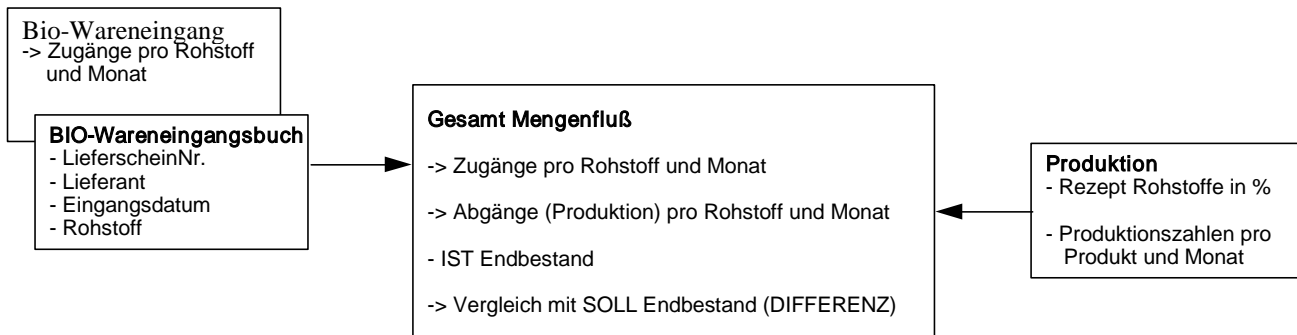 Bio-Wareneingang
-> Zugänge pro Rohstoff
und Monat
BIO-Wareneingangsbuch
- LieferscheinNr.
- Lieferant
- Eingangsdatum
- Rohstoff
Gesamt Mengenfluß
-> Zugänge pro Rohstoff und Monat
-> Abgänge (Produktion) pro Rohstoff und Monat
- IST Endbestand
-> Vergleich mit SOLL Endbestand (DIFFERENZ)
Produktion
- Rezept Rohstoffe in %
- Produktionszahlen pro
Produkt und Monat